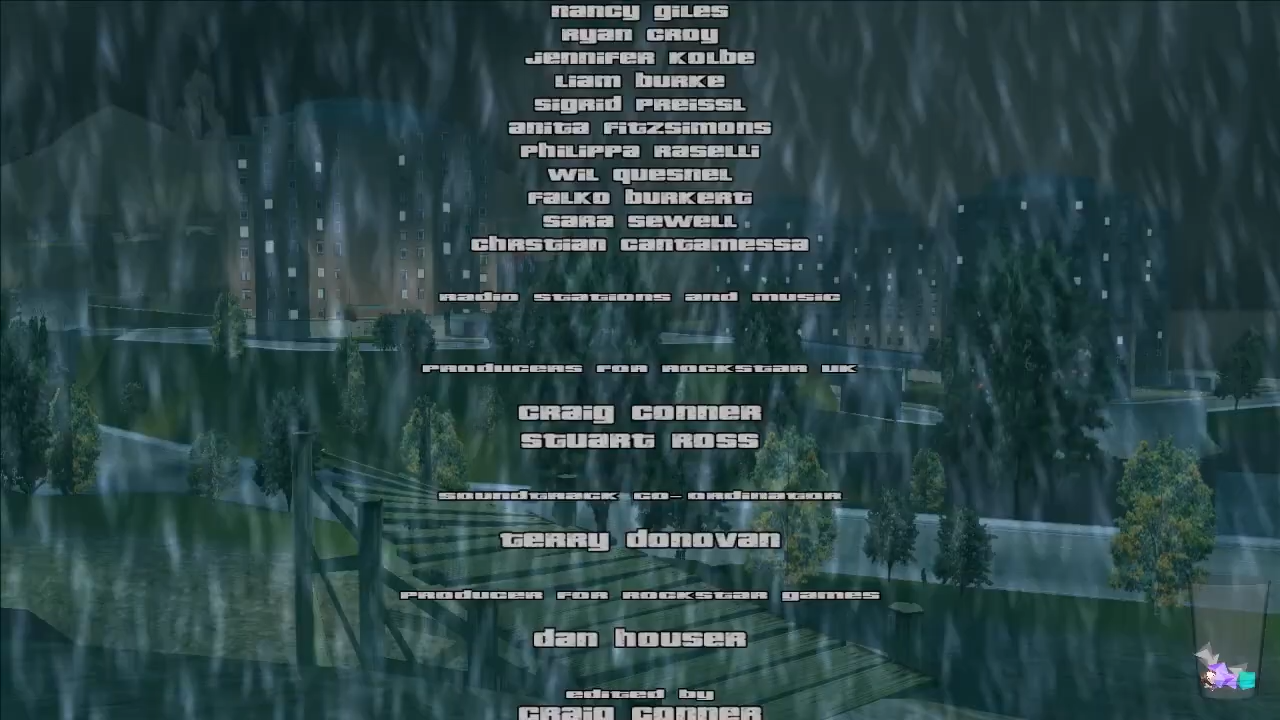 Nancy Giles
Ryan Croy
Jennifer Kolbe
Liam Burke
Sigrid Preissl
Anita Fitzsimons
Philippa Raselli
Wil Quesnel
Falko Burkert
Sara Sewell
Chrstian Cantamessa
Radio Stations and Music
Producers for Rockstar UK
Craig Conner
Stuart Ross
Soundtrack Co-ordinator
Terry Donovan
Producer for Rockstar Games
Dan Houser
Edited by
Craig Conner